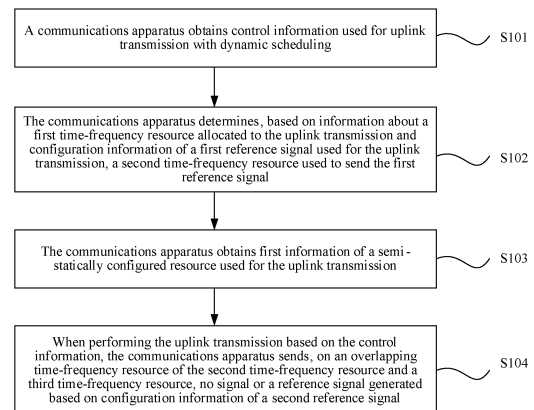 A communications apparatus obtains control information used for uplink
transmission with dynamic scheduling
S101
The communications apparatus determines, based on information about a
first time-frequency resource allocated to the uplink transmission and
configuration information of a first reference signal used for the uplink
transmission, a second time-frequency resource used to send the first
reference signal
S102
The communications apparatus obtains first information of a semi-
statically configured resource used for the uplink transmission
S103
When performing the uplink transmission based on the control
information, the communications apparatus sends, on an overlapping
time-frequency resource of the second time-frequency resource and a
third time-frequency resource, no signal or a reference signal generated
based on configuration information of a second reference signal
S104